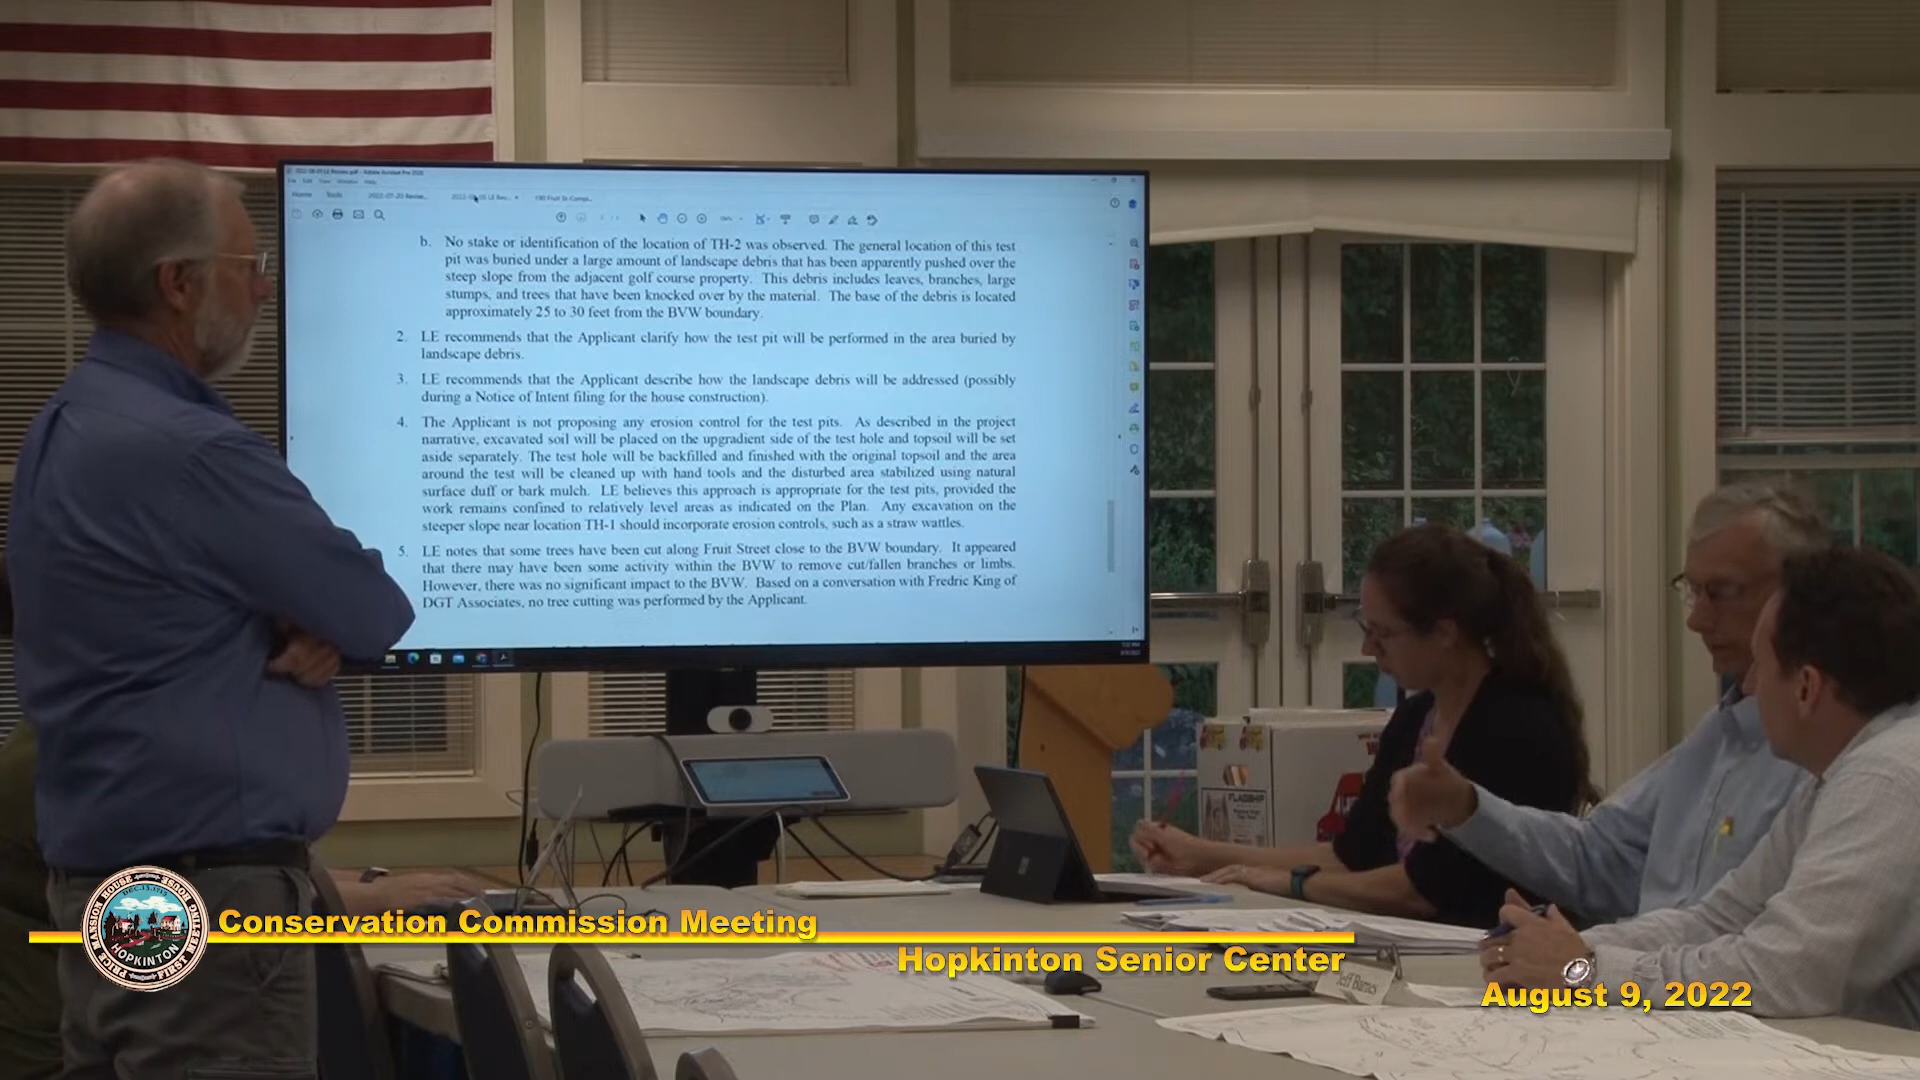 2022-07-20 Review...
Home Tools
b. No stake or identification of the location of TH-2 was observed. The general location of this test
pit was buried under a large amount of landscape debris that has been apparently pushed over the
steep slope from the adjacent golf course property. This debris includes leaves, branches, large
stumps, and trees that have been knocked over by the material. The base of the debris is located
approximately 25 to 30 feet from the BVW boundary.
2. LE recommends that the Applicant clarify how the test pit will be performed in the area buried by
landscape debris.
3. LE recommends that the Applicant describe how the landscape debris will be addressed (possibly
during a Notice of Intent filing for the house construction).
4. The Applicant is not proposing any erosion control for the test pits. As described in the project
narrative, excavated soil will be placed on the upgradient side of the test hole and topsoil will be set
aside separately. The test hole will be backfilled and finished with the original topsoil and the area
around the test will be cleaned up with hand tools and the disturbed area stabilized using natural
surface duff or bark mulch. LE believes this approach is appropriate for the test pits, provided the
work remains confined to relatively level areas as indicated on the Plan. Any excavation on the
steeper slope near location TH-1 should incorporate erosion controls, such as a straw wattles.
5. LE notes that some trees have been cut along Fruit Street close to the BVW boundary. It appeared
that there may have been some activity within the BVW to remove cut/fallen branches or limbs.
However, there was no significant impact to the BVW. Based on a conversation with Fredric King of
DGT Associates, no tree cutting was performed by the Applicant.
FLAGSHIP
MANSION HOUSE
DEC. 13. 1715
HOPKINTON
Conservation Commission Meeting
Hopkinton Senior Center
Jeff Barnes
August 9, 2022